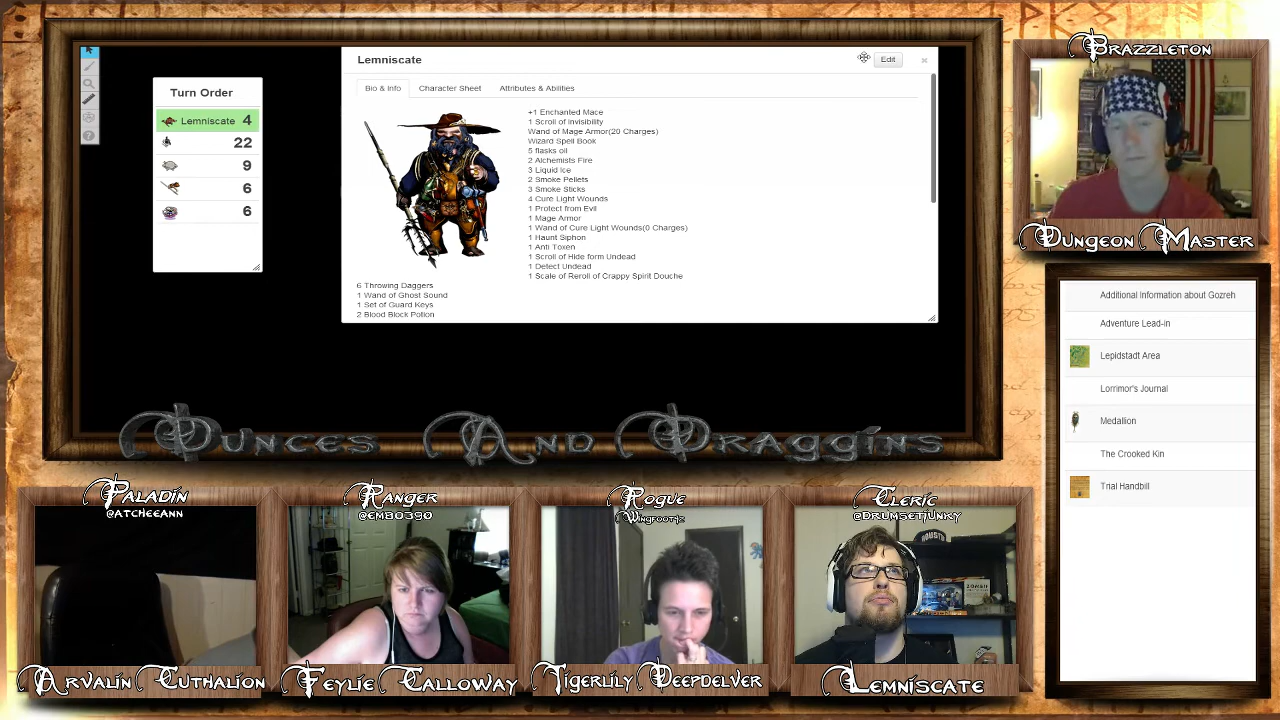 Brazzleton
Lemniscate
Edit
Bio & Info
Character Sheet
Attributes & Abilities
Turn Order
Lemniscate 4
22
9
6
6
+1 Enchanted Mace
1 Scroll of Invisibility
Wand of Mage Armor(20 Charges)
Wizard Spell Book
5 flasks oil
2 Alchemists Fire
3 Liquid Ice
2 Smoke Pellets
3 Smoke Sticks
4 Cure Light Wounds
1 Protect from Evil
1 Mage Armor
1 Wand of Cure Light Wounds(0 Charges)
1 Haunt Siphon
1 Anti Toxen
1 Scroll of Hide form Undead
1 Detect Undead
1 Scale of Reroll of Crappy Spirit Douche
6 Throwing Daggers
1 Wand of Ghost Sound
1 Set of Guard Keys
2 Blood Block Potion
Dungeon Master
Additional Information about Gozreh
Adventure Lead-in
Lepidstadt Area
Lorrimor's Journal
Medallion
The Crooked Kin
Trial Handbill
Dunces And Draggins
Paladin
@atcheeann
Ranger
@emb0390
Rogue
Wingfootjz
Cleric
@drumsetjunky
Arvalin Cuthalion
Feylie Calloway
Tigerlily Deepdelver
Lemniscate